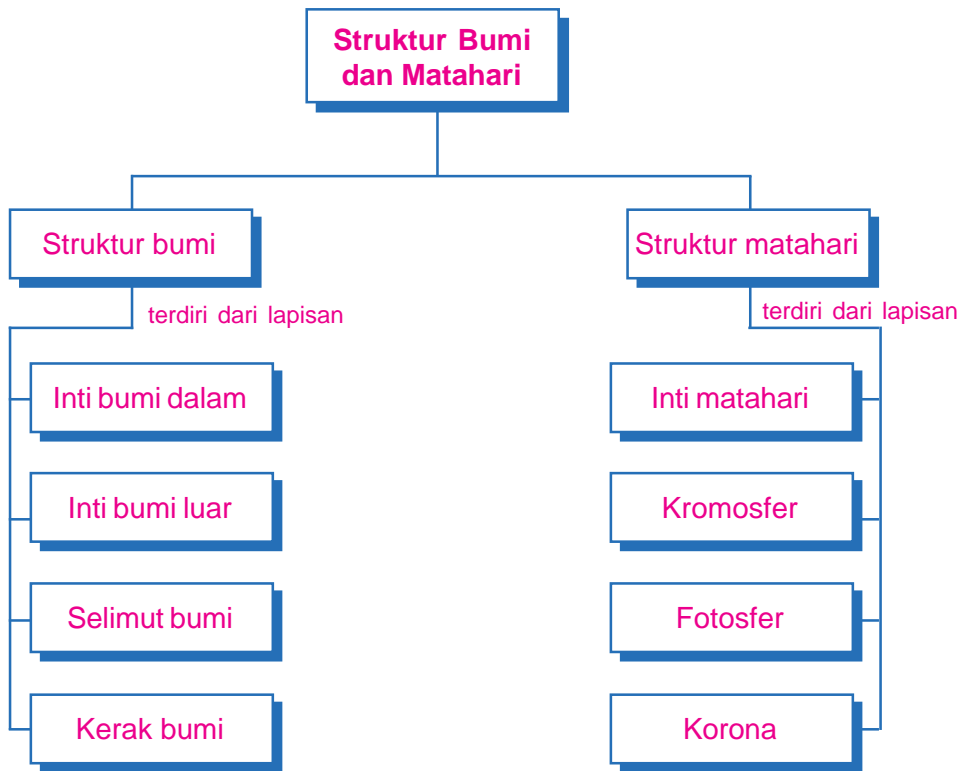 Struktur Bumi
dan Matahari
Struktur bumi
Struktur matahari
terdiri dari lapisan
terdiri dari lapisan
Inti bumi dalam
Inti matahari
Inti bumi luar
Kromosfer
Selimut bumi
Fotosfer
Kerak bumi
Korona